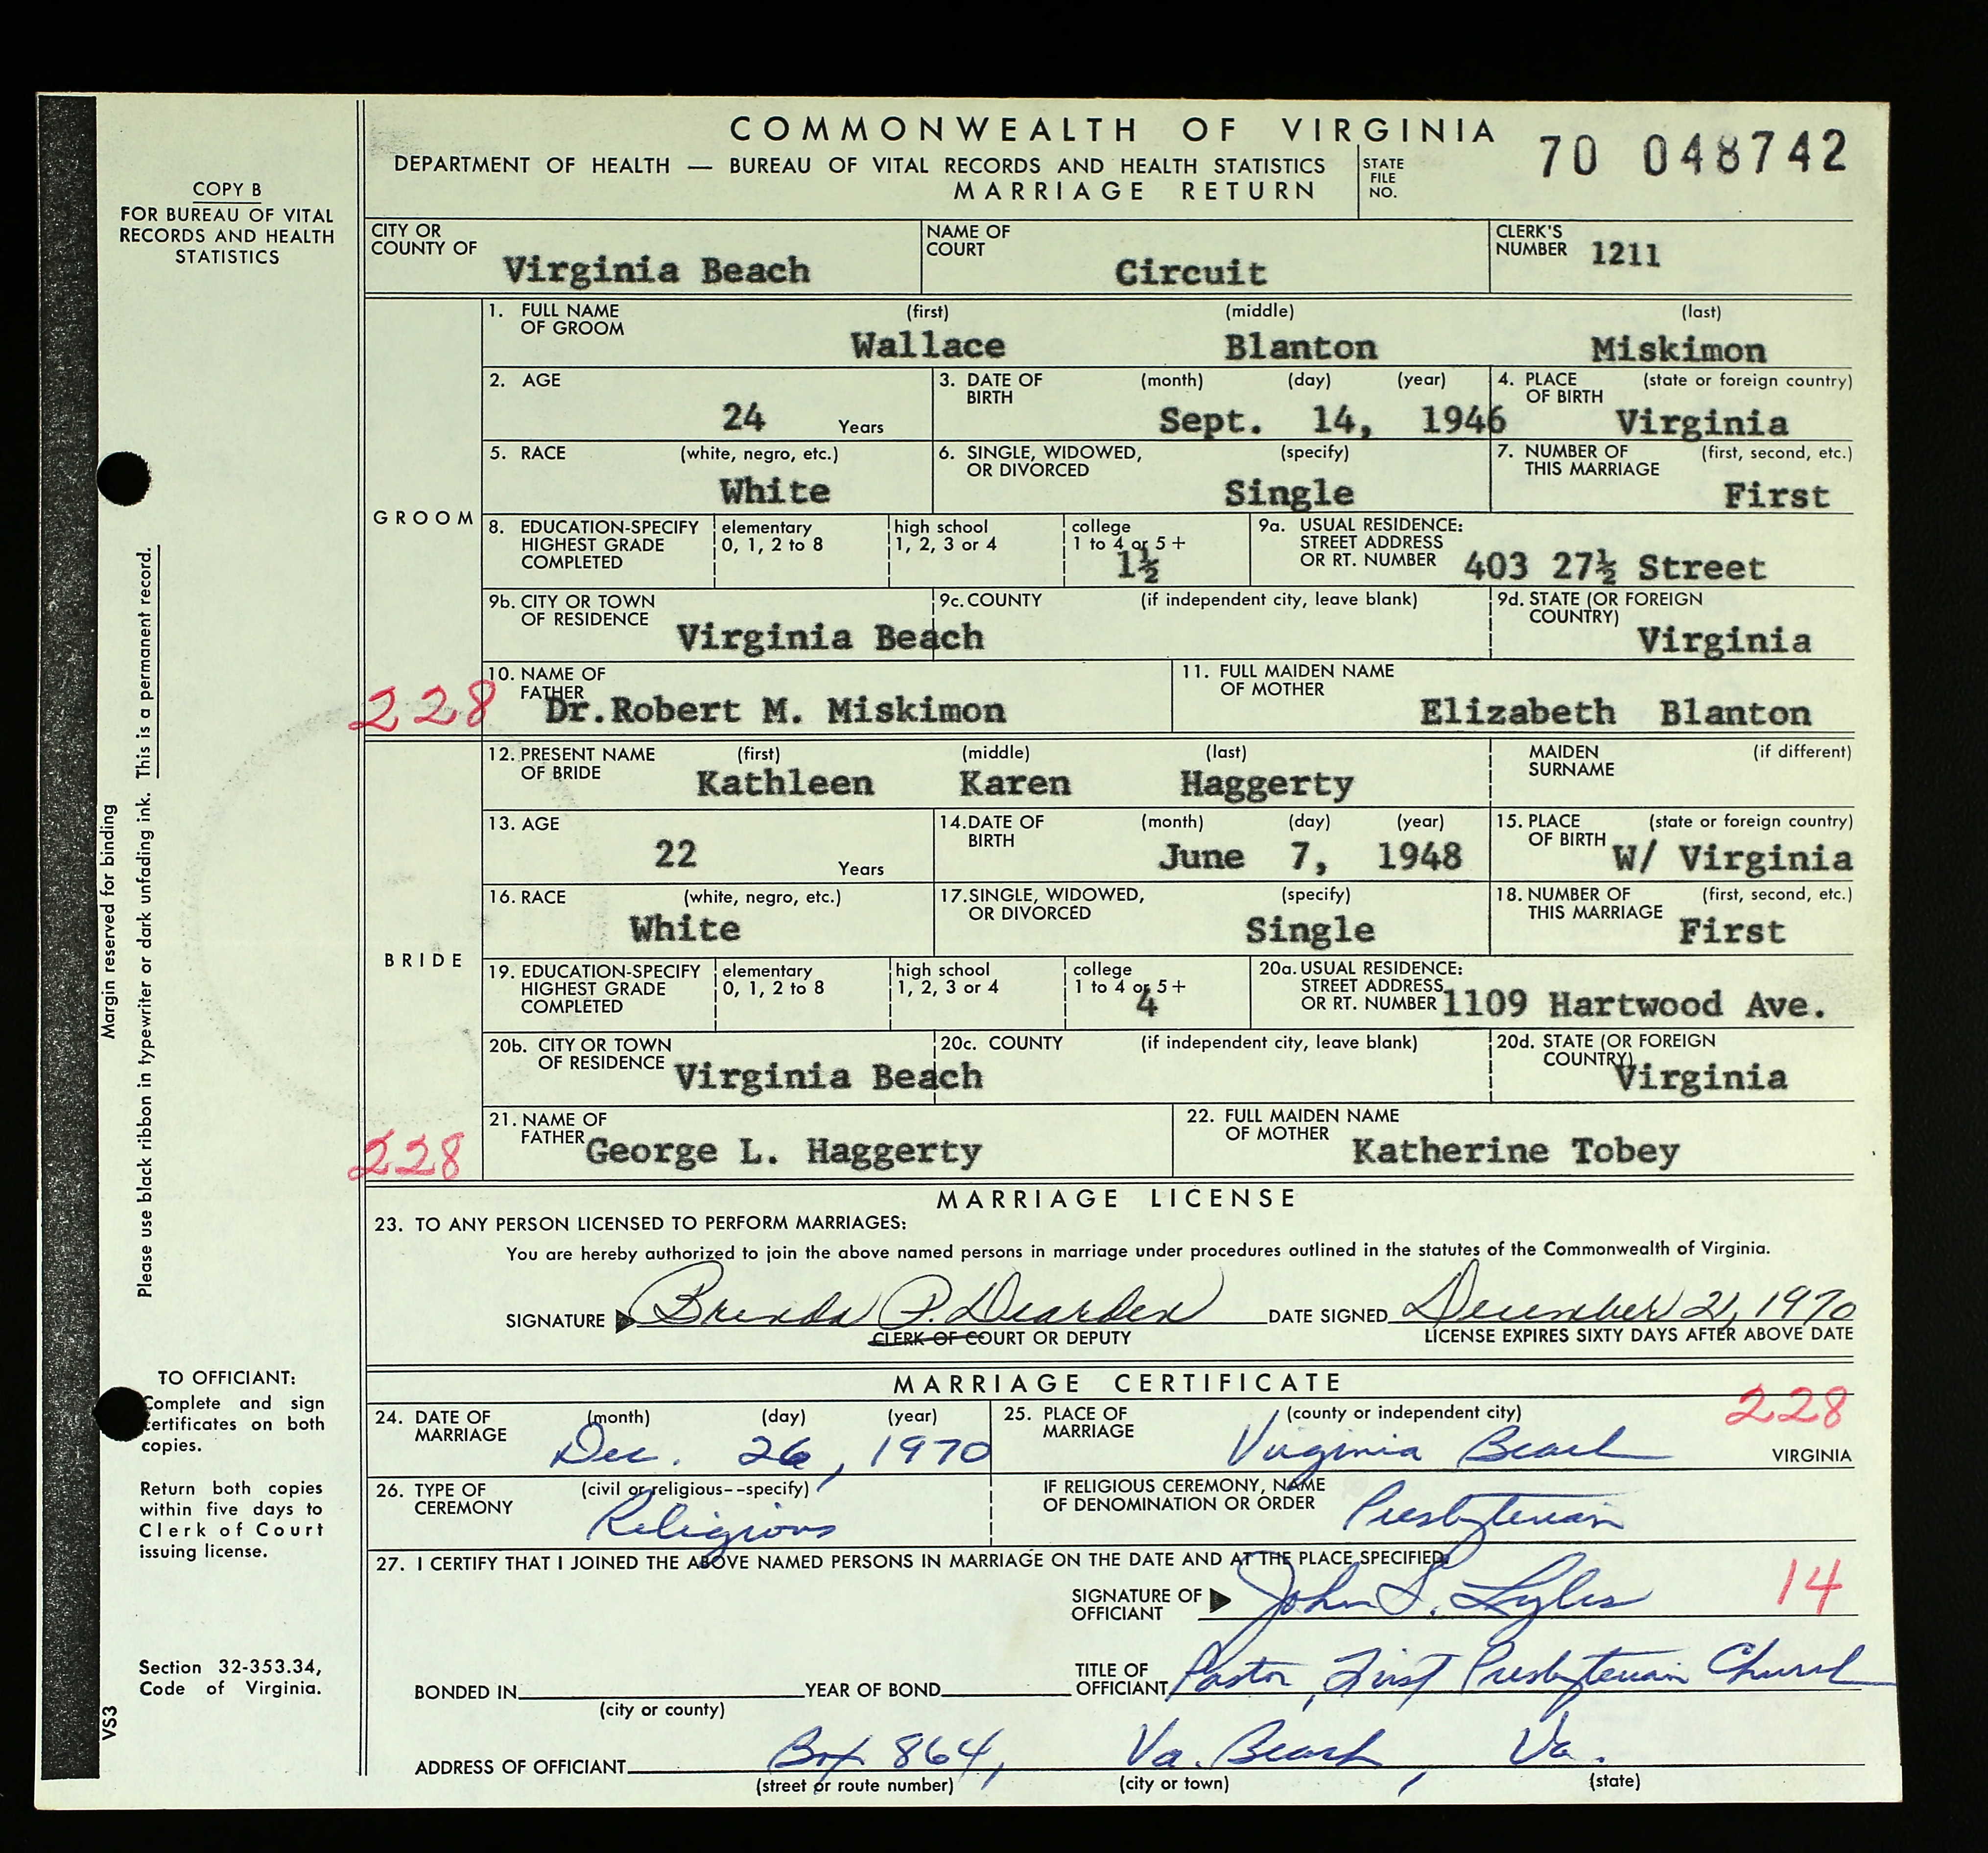 COMMONWEALTH OF VIRGINIA
DEPARTMENT OF HEALTH — BUREAU OF VITAL RECORDS AND HEALTH STATISTICS
MARRIAGE RETURN
STATE FILE NO. 70 048742
COPY B
FOR BUREAU OF VITAL
RECORDS AND HEALTH
STATISTICS
CITY OR COUNTY OF Virginia Beach
NAME OF COURT Circuit
CLERK'S NUMBER 1211
GROOM
1. FULL NAME OF GROOM (first) Wallace (middle) Blanton (last) Miskimon
2. AGE 24 Years
3. DATE OF BIRTH (month) (day) (year) Sept. 14, 1946
4. PLACE OF BIRTH (state or foreign country) Virginia
5. RACE (white, negro, etc.) White
6. SINGLE, WIDOWED, OR DIVORCED (specify) Single
7. NUMBER OF THIS MARRIAGE (first, second, etc.) First
8. EDUCATION-SPECIFY HIGHEST GRADE COMPLETED
elementary 0, 1, 2 to 8
high school 1, 2, 3 or 4
college 1 to 4 or 5+ 1½
9a. USUAL RESIDENCE: STREET ADDRESS OR RT. NUMBER 403 27½ Street
9b. CITY OR TOWN OF RESIDENCE Virginia Beach
9c. COUNTY (if independent city, leave blank)
9d. STATE (OR FOREIGN COUNTRY) Virginia
10. NAME OF FATHER Dr.Robert M. Miskimon
11. FULL MAIDEN NAME OF MOTHER Elizabeth Blanton
228
BRIDE
12. PRESENT NAME OF BRIDE (first) Kathleen (middle) Karen (last) Haggerty
MAIDEN SURNAME (if different)
13. AGE 22 Years
14. DATE OF BIRTH (month) (day) (year) June 7, 1948
15. PLACE OF BIRTH (state or foreign country) W/ Virginia
16. RACE (white, negro, etc.) White
17. SINGLE, WIDOWED, OR DIVORCED (specify) Single
18. NUMBER OF THIS MARRIAGE (first, second, etc.) First
19. EDUCATION-SPECIFY HIGHEST GRADE COMPLETED
elementary 0, 1, 2 to 8
high school 1, 2, 3 or 4
college 1 to 4 or 5+ 4
20a. USUAL RESIDENCE: STREET ADDRESS OR RT. NUMBER 1109 Hartwood Ave.
20b. CITY OR TOWN OF RESIDENCE Virginia Beach
20c. COUNTY (if independent city, leave blank)
20d. STATE (OR FOREIGN COUNTRY) Virginia
21. NAME OF FATHER George L. Haggerty
22. FULL MAIDEN NAME OF MOTHER Katherine Tobey
228
MARRIAGE LICENSE
23. TO ANY PERSON LICENSED TO PERFORM MARRIAGES:
You are hereby authorized to join the above named persons in marriage under procedures outlined in the statutes of the Commonwealth of Virginia.
SIGNATURE Brenda P. Dearden DATE SIGNED December 21, 1970
CLERK OF COURT OR DEPUTY
LICENSE EXPIRES SIXTY DAYS AFTER ABOVE DATE
MARRIAGE CERTIFICATE
24. DATE OF MARRIAGE (month) (day) (year) Dec. 26, 1970
25. PLACE OF MARRIAGE (county or independent city) Virginia Beach VIRGINIA
228
26. TYPE OF CEREMONY (civil or religious--specify) Religious
IF RELIGIOUS CEREMONY, NAME OF DENOMINATION OR ORDER Presbyterian
27. I CERTIFY THAT I JOINED THE ABOVE NAMED PERSONS IN MARRIAGE ON THE DATE AND AT THE PLACE SPECIFIED.
SIGNATURE OF OFFICIANT John S. Lyles
14
BONDED IN (city or county) YEAR OF BOND
TITLE OF OFFICIANT Pastor, First Presbyterian Church
ADDRESS OF OFFICIANT Box 864, Va. Beach, Va.
(street or route number) (city or town) (state)
Margin reserved for binding
Please use black ribbon in typewriter or dark unfading ink. This is a permanent record.
TO OFFICIANT:
Complete and sign
certificates on both
copies.
Return both copies
within five days to
Clerk of Court
issuing license.
Section 32-353.34,
Code of Virginia.
VS3